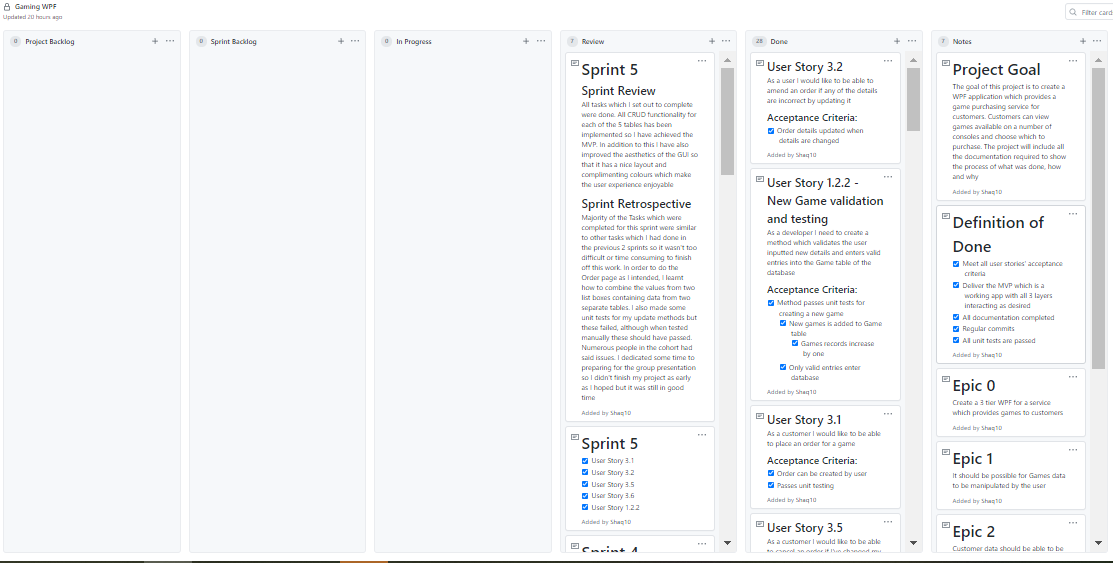 Gaming WPF
Updated 20 hours ago
Filter card
0 Project Backlog
0 Sprint Backlog
0 In Progress
7 Review
Sprint 5
Sprint Review
All tasks which I set out to complete
were done. All CRUD functionality for
each of the 5 tables has been
implemented so I have achieved the
MVP. In addition to this I have also
improved the aesthetics of the GUI so
that it has a nice layout and
complimenting colours which make
the user experience enjoyable
Sprint Retrospective
Majority of the Tasks which were
completed for this sprint were similar
to other tasks which I had done in
the previous 2 sprints so it wasn't too
difficult or time consuming to finish
off this work. In order to do the
Order page as I intended, I learnt
how to combine the values from two
list boxes containing data from two
separate tables. I also made some
unit tests for my update methods but
these failed, although when tested
manually these should have passed.
Numerous people in the cohort had
said issues. I dedicated some time to
preparing for the group presentation
so I didn't finish my project as early
as I hoped but it was still in good
time
Added by Shaq10
Sprint 5
User Story 3.1
User Story 3.2
User Story 3.5
User Story 3.6
User Story 1.2.2
Added by Shaq10
Sprint 4
28 Done
User Story 3.2
As a user I would like to be able to
amend an order if any of the details
are incorrect by updating it
Acceptance Criteria:
Order details updated when
details are changed
Added by Shaq10
User Story 1.2.2 -
New Game validation
and testing
As a developer I need to create a
method which validates the user
inputted new details and enters valid
entries into the Game table of the
database
Acceptance Criteria:
Method passes unit tests for
creating a new game
New games is added to Game
table
Games records increase
by one
Only valid entries enter
database
Added by Shaq10
User Story 3.1
As a customer I would like to be able
to place an order for a game
Acceptance Criteria:
Order can be created by user
Passes unit testing
Added by Shaq10
User Story 3.5
As a customer I would like to be able
to cancel an order if I've changed my
7 Notes
Project Goal
The goal of this project is to create a
WPF application which provides a
game purchasing service for
customers. Customers can view
games available on a number of
consoles and choose which to
purchase. The project will include all
the documentation required to show
the process of what was done, how
and why
Added by Shaq10
Definition of
Done
Meet all user stories' acceptance
criteria
Deliver the MVP which is a
working app with all 3 layers
interacting as desired
All documentation completed
Regular commits
All unit tests are passed
Added by Shaq10
Epic 0
Create a 3 tier WPF for a service
which provides games to customers
Added by Shaq10
Epic 1
It should be possible for Games data
to be manipulated by the user
Added by Shaq10
Epic 2
Customer data should be able to be